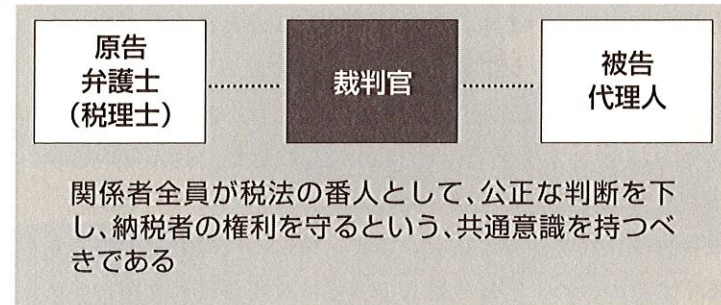 原告
弁護士
(税理士)
裁判官
被告
代理人
関係者全員が税法の番人として、公正な判断を下
し、納税者の権利を守るという、共通意識を持つべ
きである